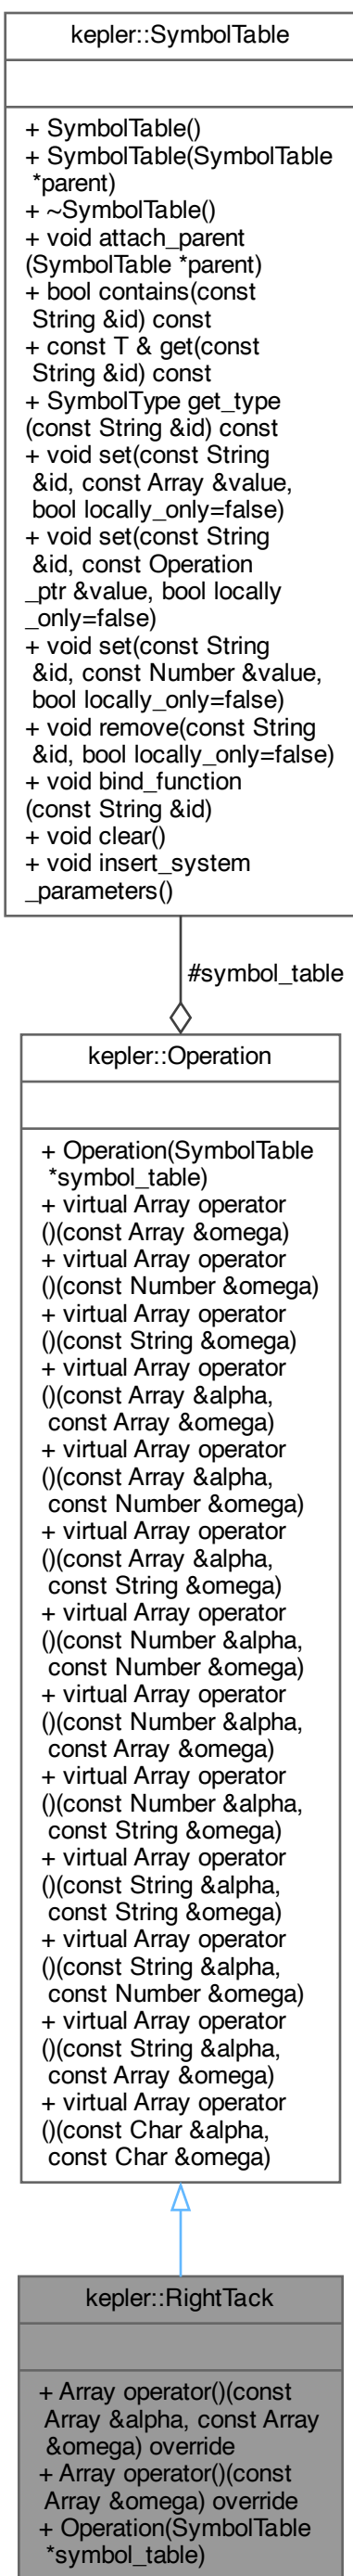 kepler::SymbolTable
+ SymbolTable()
+ SymbolTable(SymbolTable
*parent)
+ ~SymbolTable()
+ void attach_parent
(SymbolTable *parent)
+ bool contains(const
String &id) const
+ const T & get(const
String &id) const
+ SymbolType get_type
(const String &id) const
+ void set(const String
&id, const Array &value,
bool locally_only=false)
+ void set(const String
&id, const Operation
_ptr &value, bool locally
_only=false)
+ void set(const String
&id, const Number &value,
bool locally_only=false)
+ void remove(const String
&id, bool locally_only=false)
+ void bind_function
(const String &id)
+ void clear()
+ void insert_system
_parameters()
#symbol_table
kepler::Operation
+ Operation(SymbolTable
*symbol_table)
+ virtual Array operator
()(const Array &omega)
+ virtual Array operator
()(const Number &omega)
+ virtual Array operator
()(const String &omega)
+ virtual Array operator
()(const Array &alpha,
const Array &omega)
+ virtual Array operator
()(const Array &alpha,
const Number &omega)
+ virtual Array operator
()(const Array &alpha,
const String &omega)
+ virtual Array operator
()(const Number &alpha,
const Number &omega)
+ virtual Array operator
()(const Number &alpha,
const Array &omega)
+ virtual Array operator
()(const Number &alpha,
const String &omega)
+ virtual Array operator
()(const String &alpha,
const String &omega)
+ virtual Array operator
()(const String &alpha,
const Number &omega)
+ virtual Array operator
()(const String &alpha,
const Array &omega)
+ virtual Array operator
()(const Char &alpha,
const Char &omega)
kepler::RightTack
+ Array operator()(const
Array &alpha, const Array
&omega) override
+ Array operator()(const
Array &omega) override
+ Operation(SymbolTable
*symbol_table)